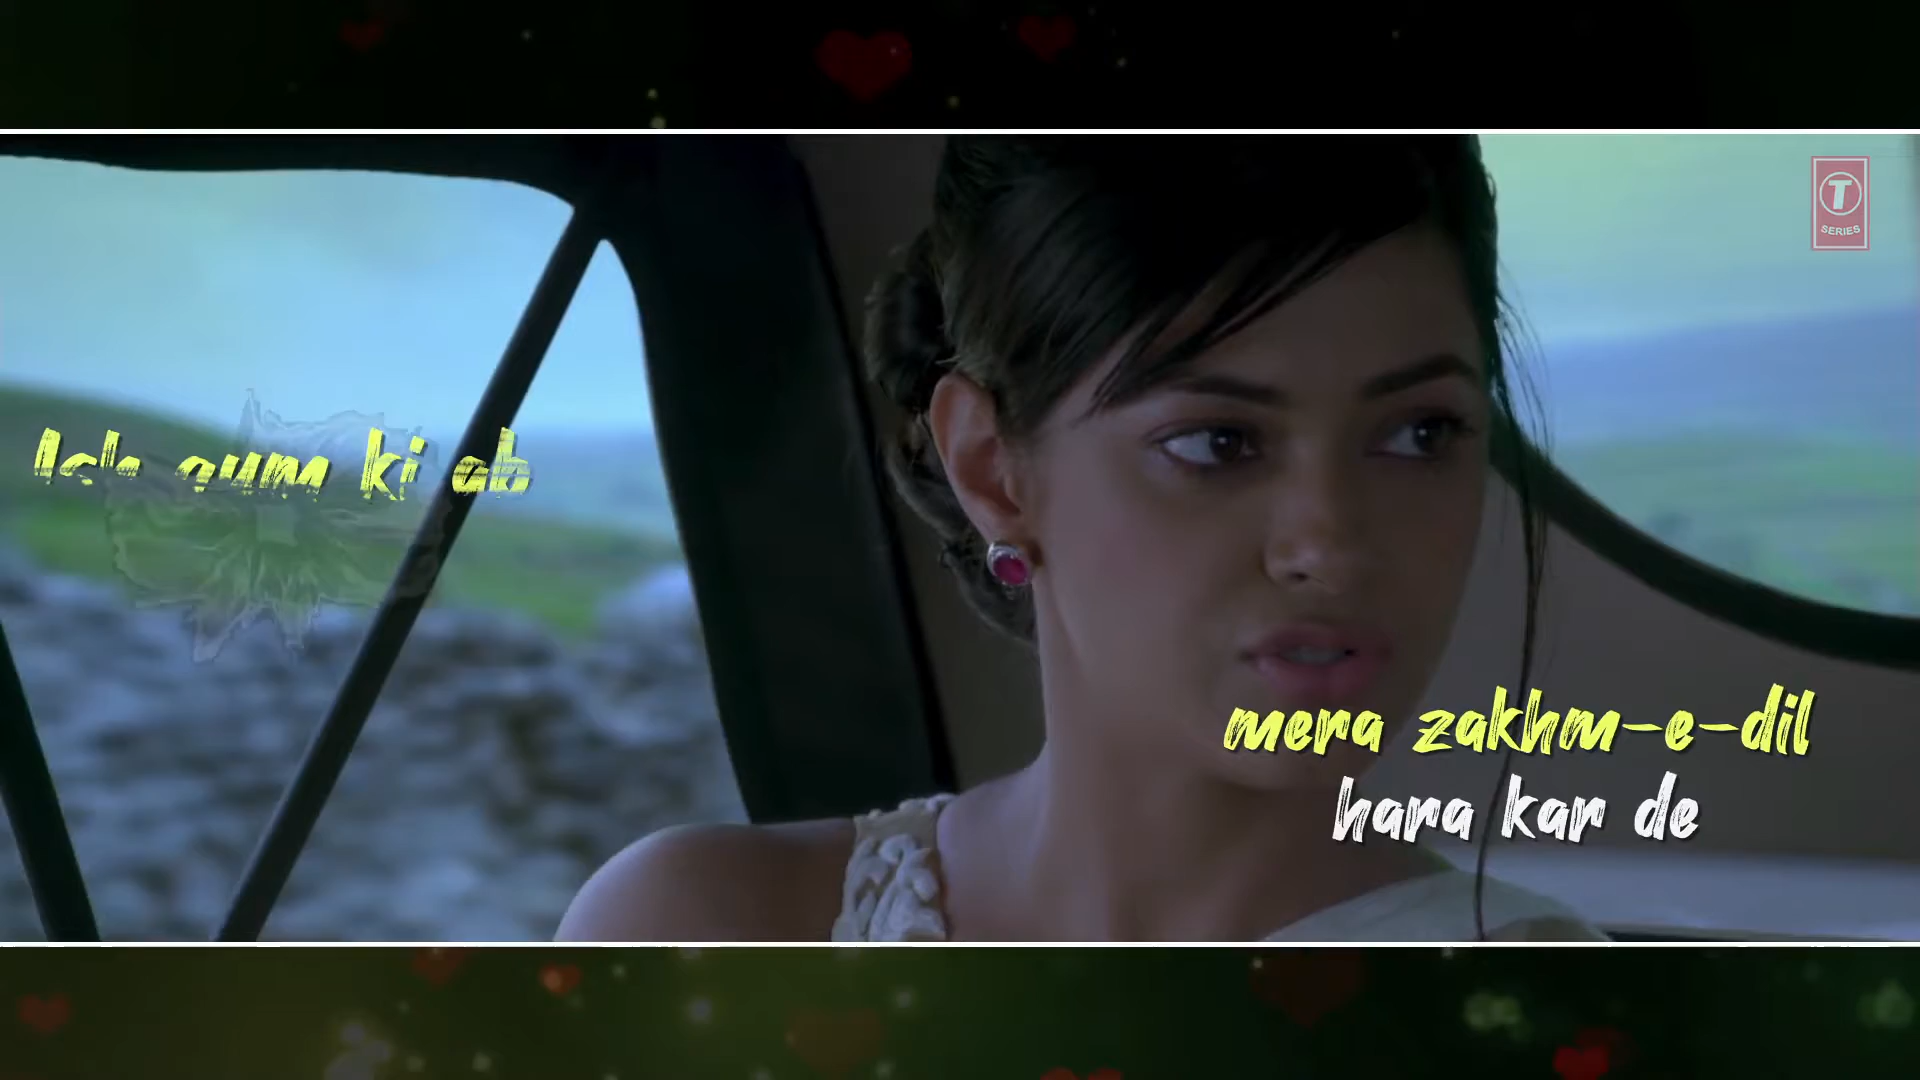 ki ab
mera zakhm-e-dil
hara kar de
T
SERIES